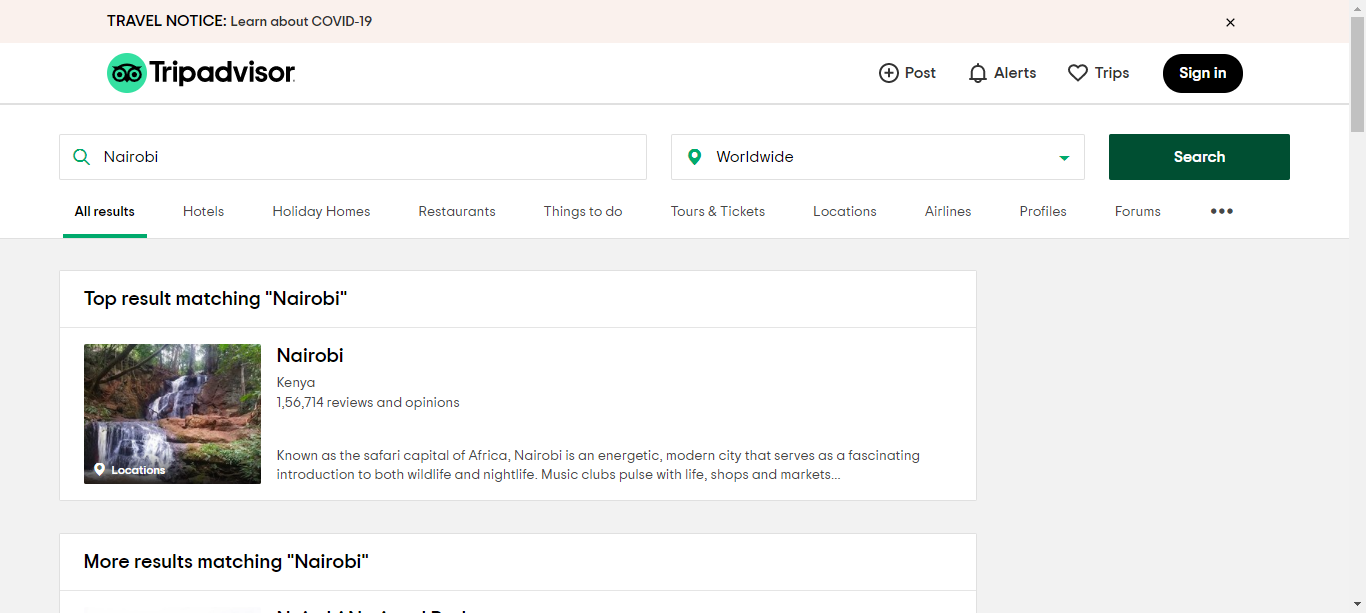 TRAVEL NOTICE: Learn about COVID-19
Tripadvisor
Post
Alerts
Trips
Sign in
Nairobi
Worldwide
Search
All results
Hotels
Holiday Homes
Restaurants
Things to do
Tours & Tickets
Locations
Airlines
Profiles
Forums
Top result matching "Nairobi"
Nairobi
Kenya
1,56,714 reviews and opinions
Locations
Known as the safari capital of Africa, Nairobi is an energetic, modern city that serves as a fascinating
introduction to both wildlife and nightlife. Music clubs pulse with life, shops and markets...
More results matching "Nairobi"